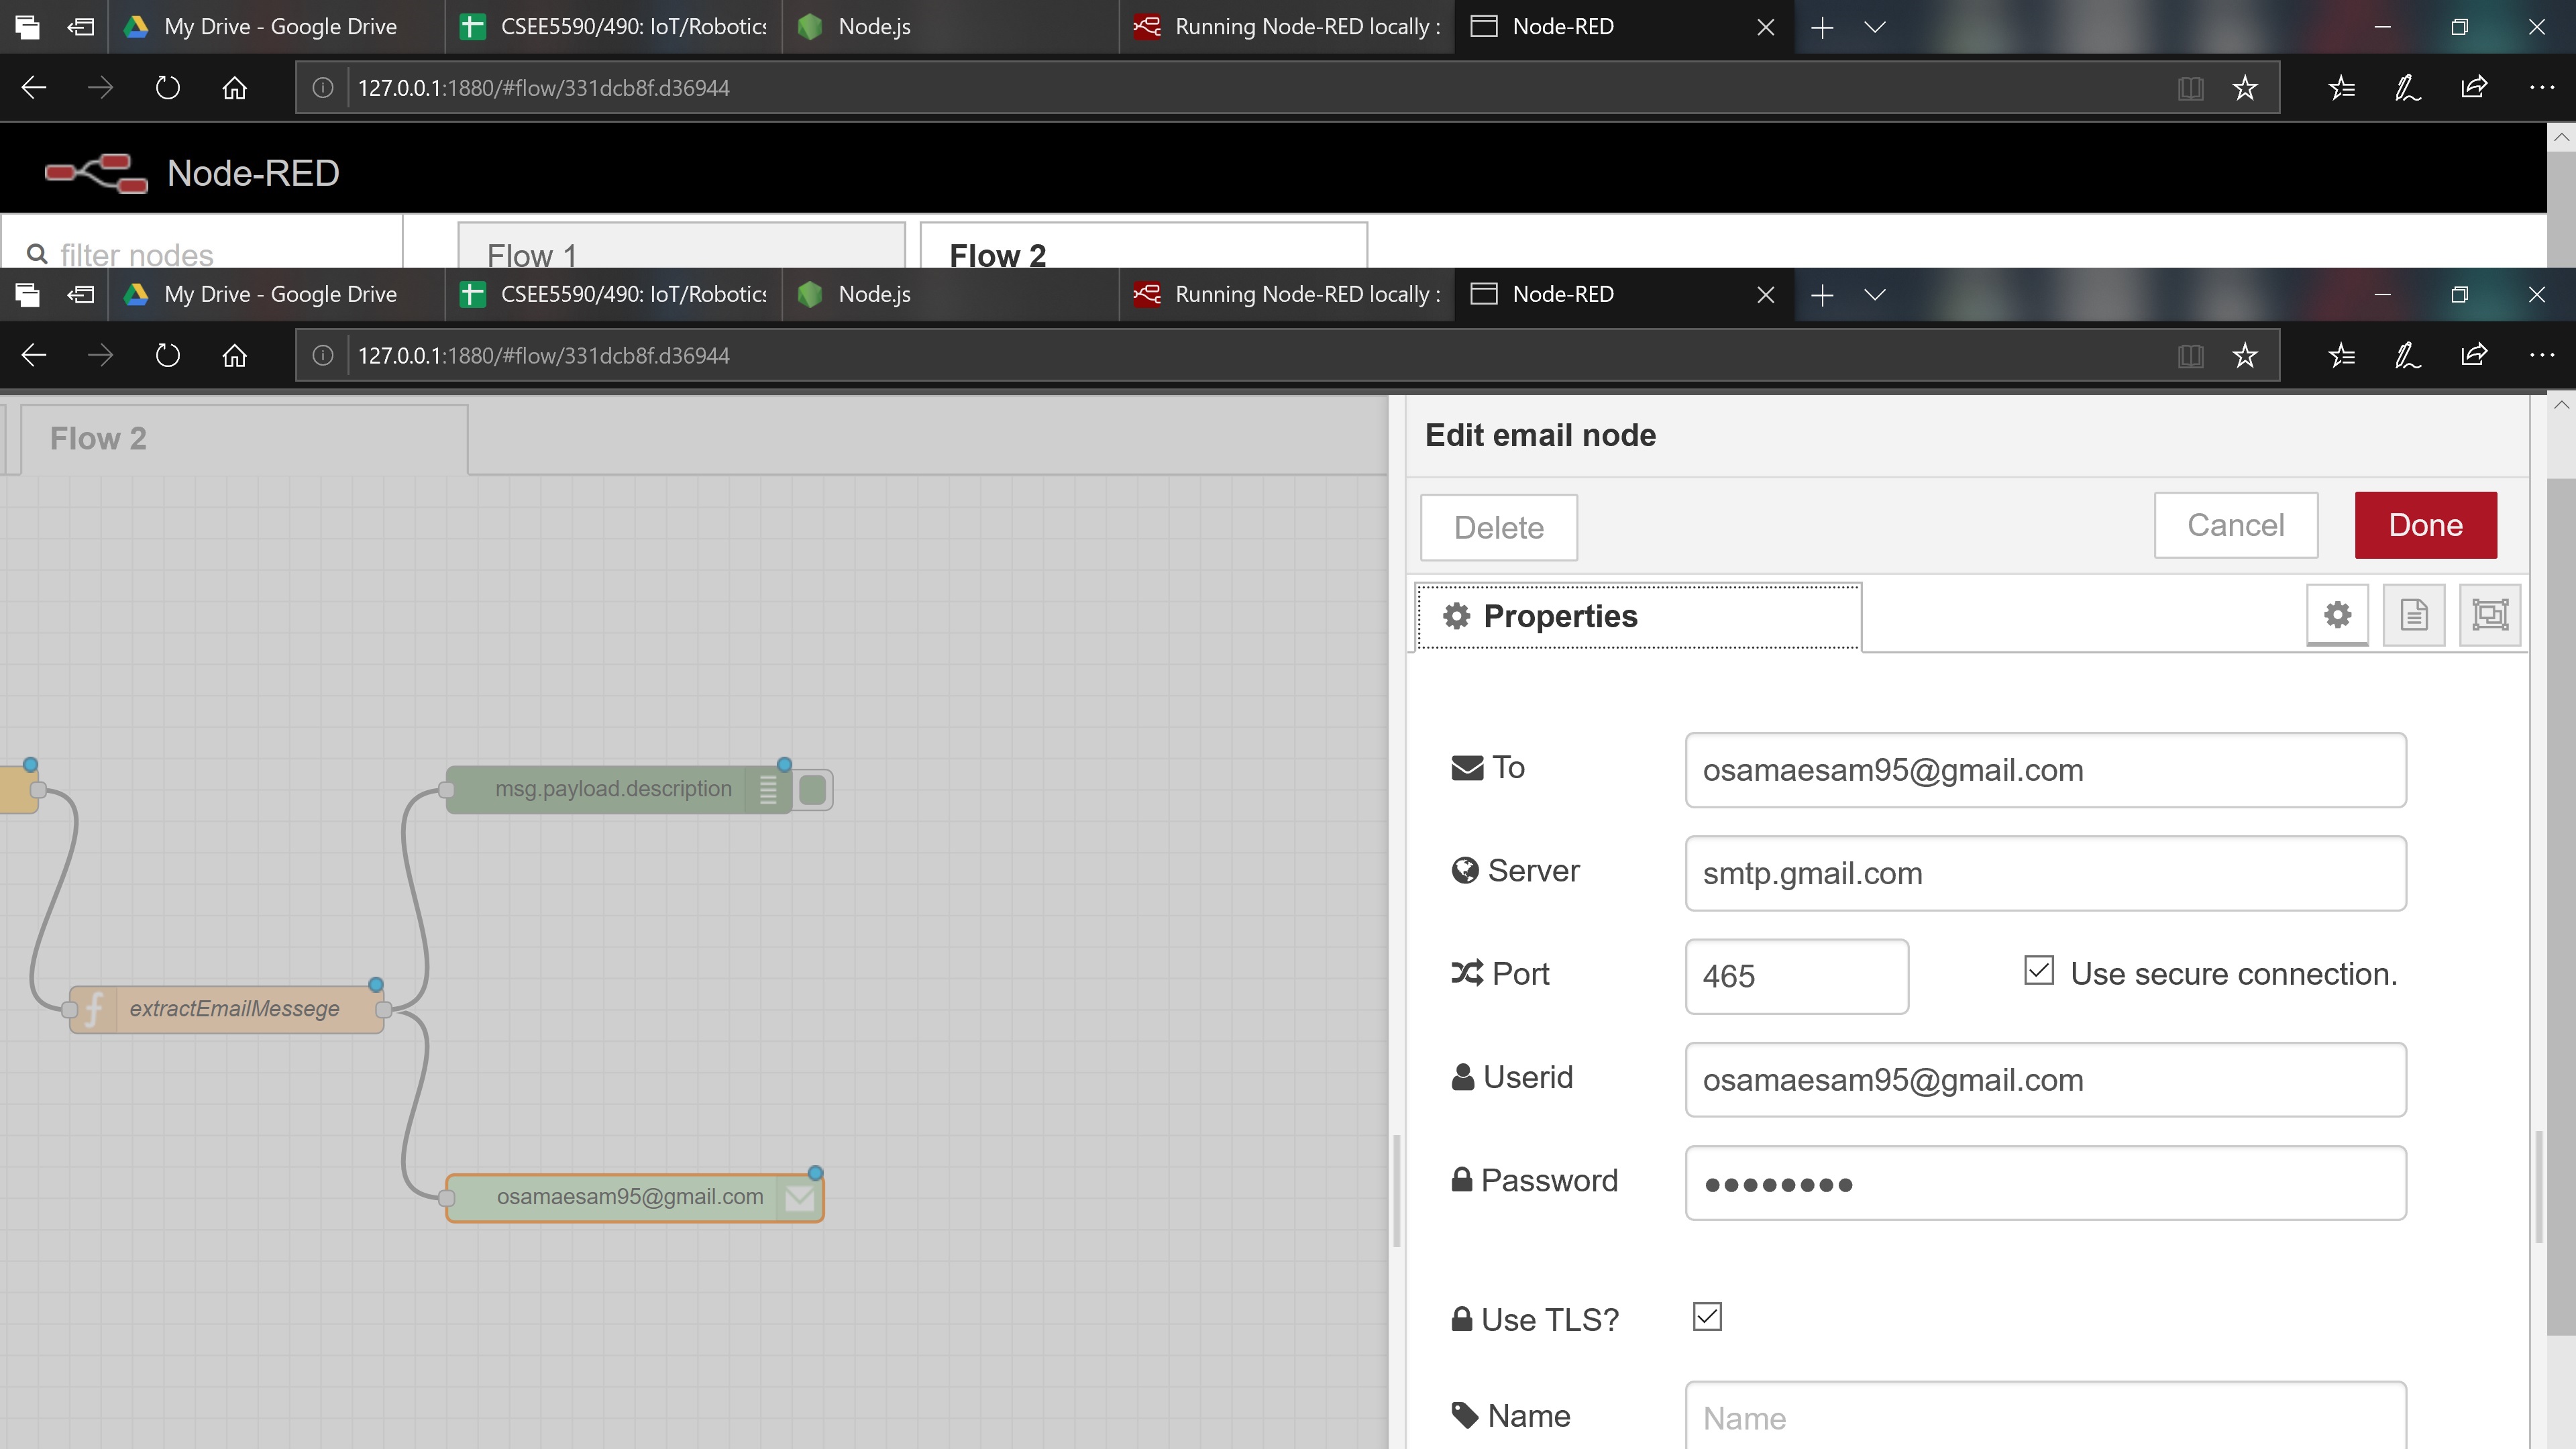 My Drive - Google Drive
CSEE5590/490: IoT/Robotics
Node.js
Running Node-RED locally :
Node-RED
127.0.0.1:1880/#flow/331dcb8f.d36944
Node-RED
filter nodes
Flow 1
Flow 2
My Drive - Google Drive
CSEE5590/490: IoT/Robotics
Node.js
Running Node-RED locally :
Node-RED
127.0.0.1:1880/#flow/331dcb8f.d36944
Flow 2
msg.payload.description
extractEmailMessege
osamaesam95@gmail.com
Edit email node
Delete
Cancel
Done
Properties
To
osamaesam95@gmail.com
Server
smtp.gmail.com
Port
465
Use secure connection.
Userid
osamaesam95@gmail.com
Password
••••••••
Use TLS?
Name
Name